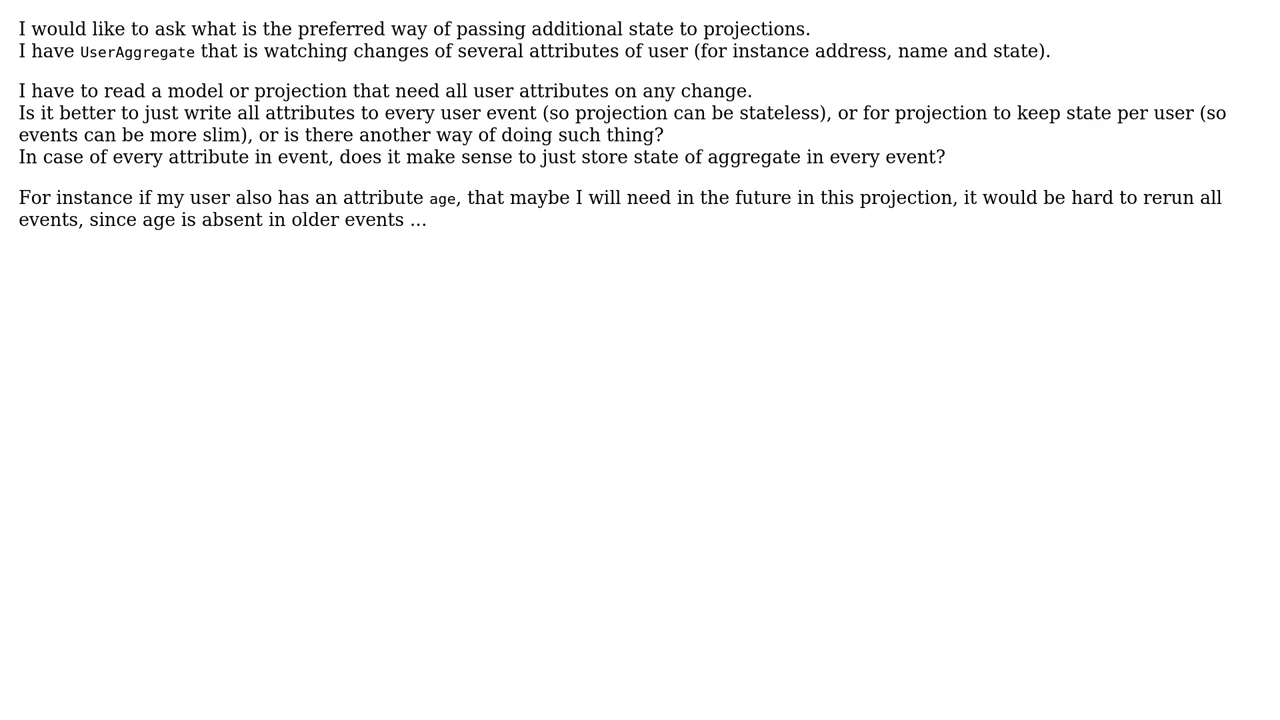 I would like to ask what is the preferred way of passing additional state to projections.
I have UserAggregate that is watching changes of several attributes of user (for instance address, name and state).
I have to read a model or projection that need all user attributes on any change.
Is it better to just write all attributes to every user event (so projection can be stateless), or for projection to keep state per user (so
events can be more slim), or is there another way of doing such thing?
In case of every attribute in event, does it make sense to just store state of aggregate in every event?
For instance if my user also has an attribute age, that maybe I will need in the future in this projection, it would be hard to rerun all
events, since age is absent in older events ...